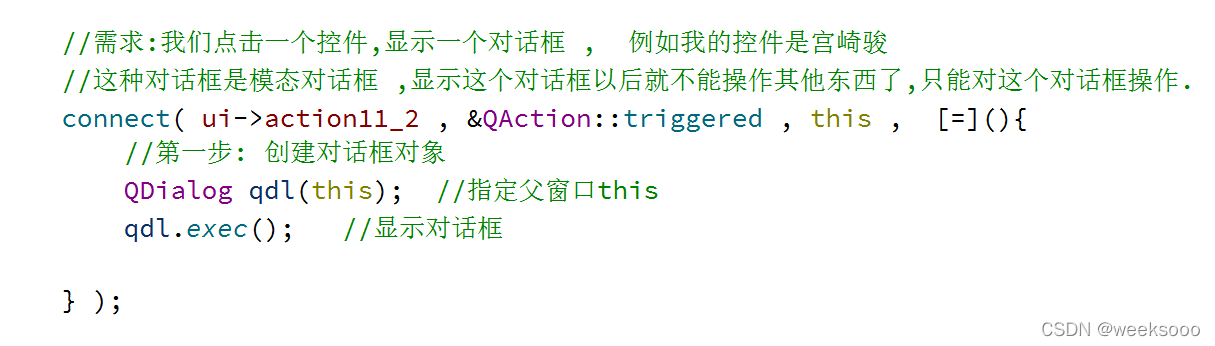 //需求:我们点击一个控件,显示一个对话框 ,  例如我的控件是宫崎骏
//这种对话框是模态对话框 ,显示这个对话框以后就不能操作其他东西了,只能对这个对话框操作.
connect( ui->action11_2 , &QAction::triggered , this ,  [=](){
    //第一步: 创建对话框对象
    QDialog qdl(this);  //指定父窗口this
    qdl.exec();   //显示对话框
} );
CSDN @weeksooo